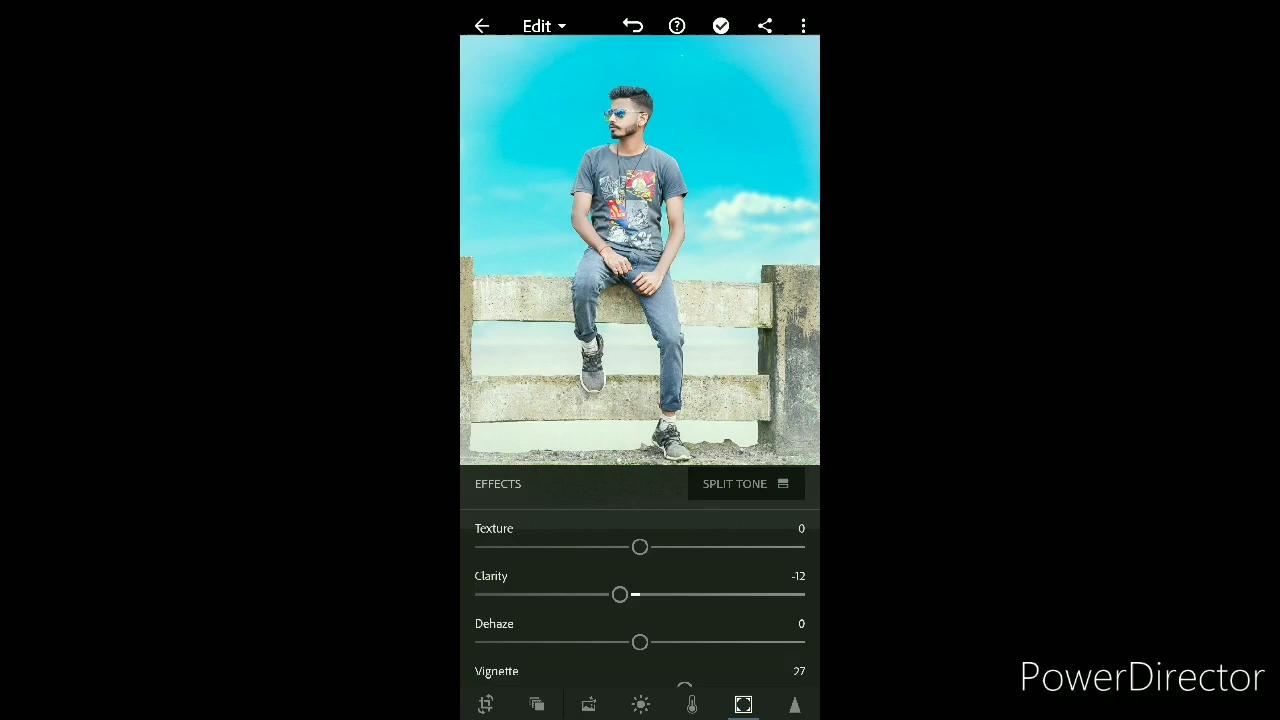 Edit
EFFECTS
SPLIT TONE
Texture 0
Clarity -12
Dehaze 0
Vignette 27
PowerDirector